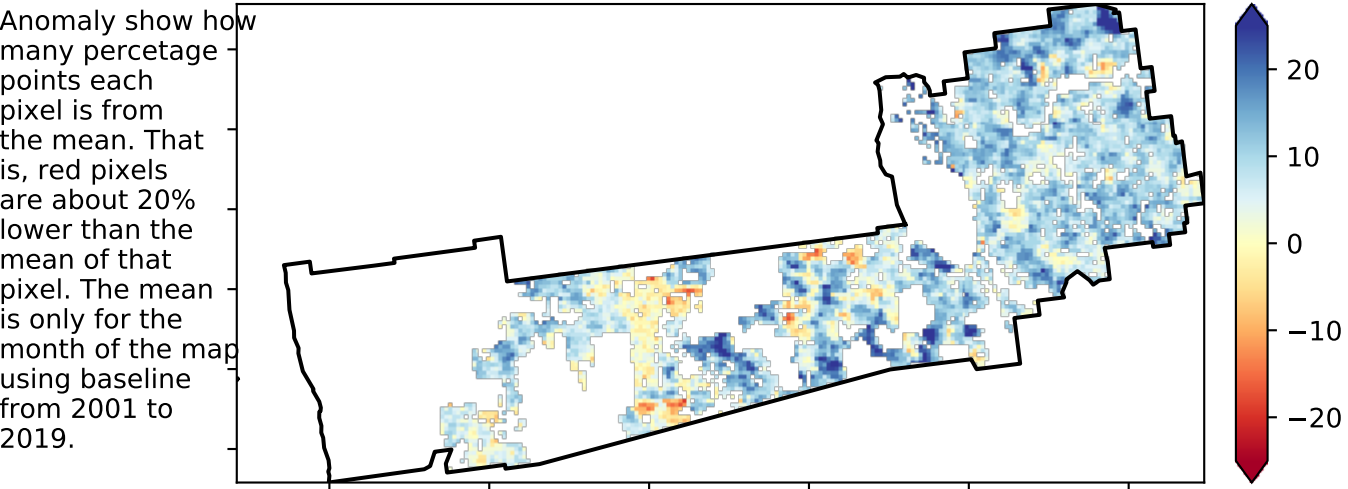 Anomaly show how
many percetage
points each
pixel is from
the mean. That
is, red pixels
are about 20%
lower than the
mean of that
pixel. The mean
is only for the
month of the map
using baseline
from 2001 to
2019.
20
10
0
−10
−20